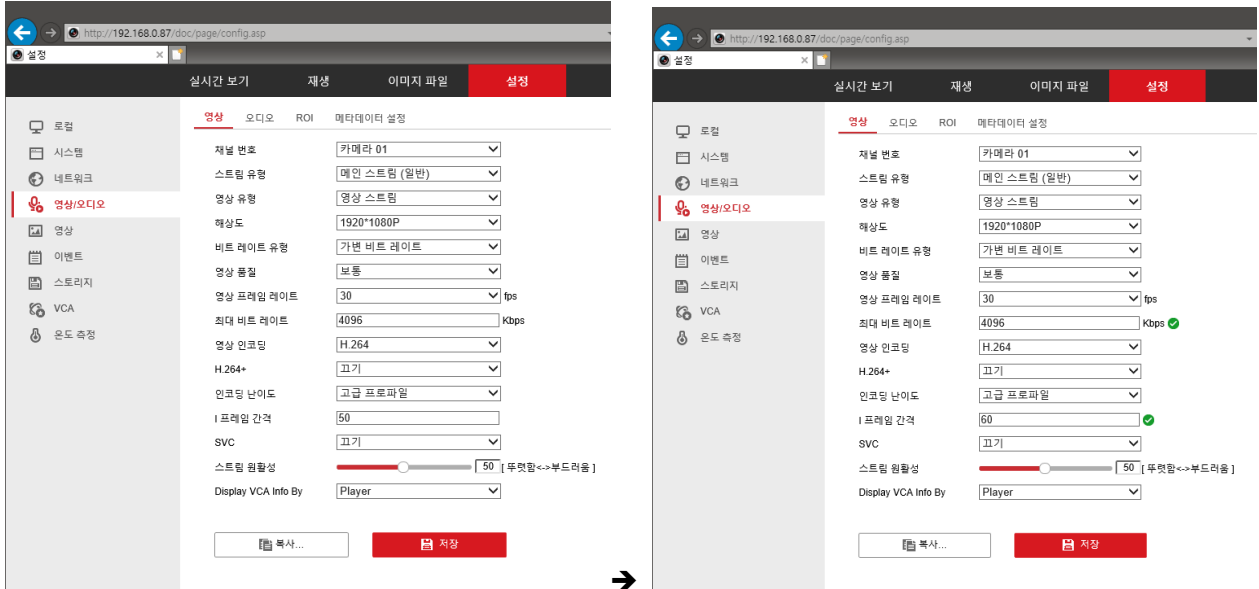 http://192.168.0.87/doc/page/config.asp
설정
실시간 보기 재생 이미지 파일 설정
로컬
시스템
네트워크
영상/오디오
영상
이벤트
스토리지
VCA
온도 측정
영상 오디오 ROI 메타데이터 설정
채널 번호 카메라 01
스트림 유형 메인 스트림 (일반)
영상 유형 영상 스트림
해상도 1920*1080P
비트 레이트 유형 가변 비트 레이트
영상 품질 보통
영상 프레임 레이트 30 fps
최대 비트 레이트 4096 Kbps
영상 인코딩 H.264
H.264+ 끄기
인코딩 난이도 고급 프로파일
I 프레임 간격 50
SVC 끄기
스트림 원활성 50 [ 뚜렷함<->부드러움 ]
Display VCA Info By Player
복사... 저장
➔
http://192.168.0.87/doc/page/config.asp
설정
실시간 보기 재생 이미지 파일 설정
로컬
시스템
네트워크
영상/오디오
영상
이벤트
스토리지
VCA
온도 측정
영상 오디오 ROI 메타데이터 설정
채널 번호 카메라 01
스트림 유형 메인 스트림 (일반)
영상 유형 영상 스트림
해상도 1920*1080P
비트 레이트 유형 가변 비트 레이트
영상 품질 보통
영상 프레임 레이트 30 fps
최대 비트 레이트 4096 Kbps
영상 인코딩 H.264
H.264+ 끄기
인코딩 난이도 고급 프로파일
I 프레임 간격 60
SVC 끄기
스트림 원활성 50 [ 뚜렷함<->부드러움 ]
Display VCA Info By Player
복사... 저장